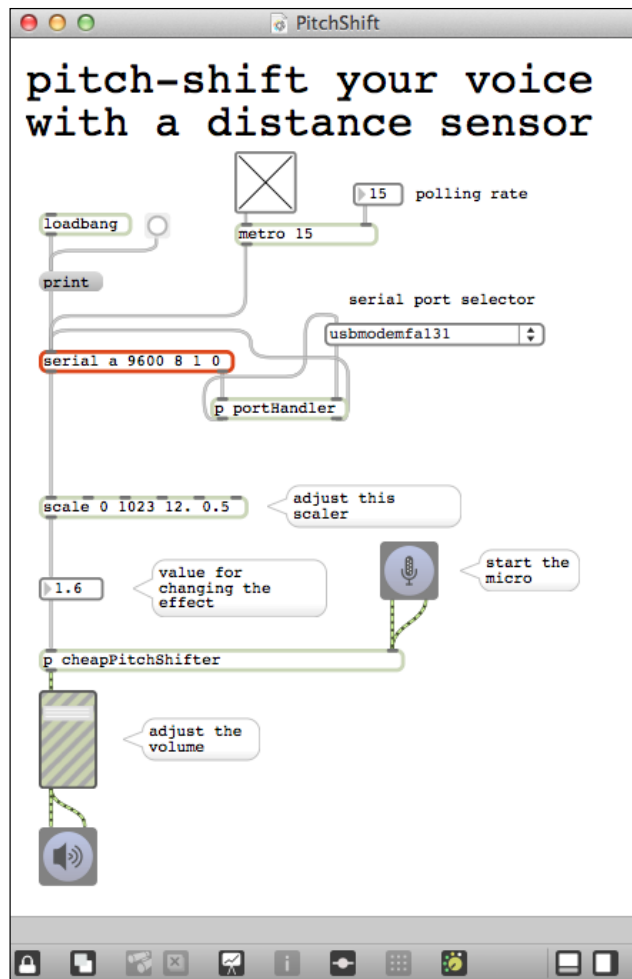 PitchShift
pitch-shift your voice
with a distance sensor
15
polling rate
loadbang
metro 15
print
serial port selector
usbmodemfa131
serial a 9600 8 1 0
p portHandler
scale 0 1023 12. 0.5
adjust this
scaler
1.6
value for
changing the
effect
start the
micro
p cheapPitchShifter
adjust the
volume